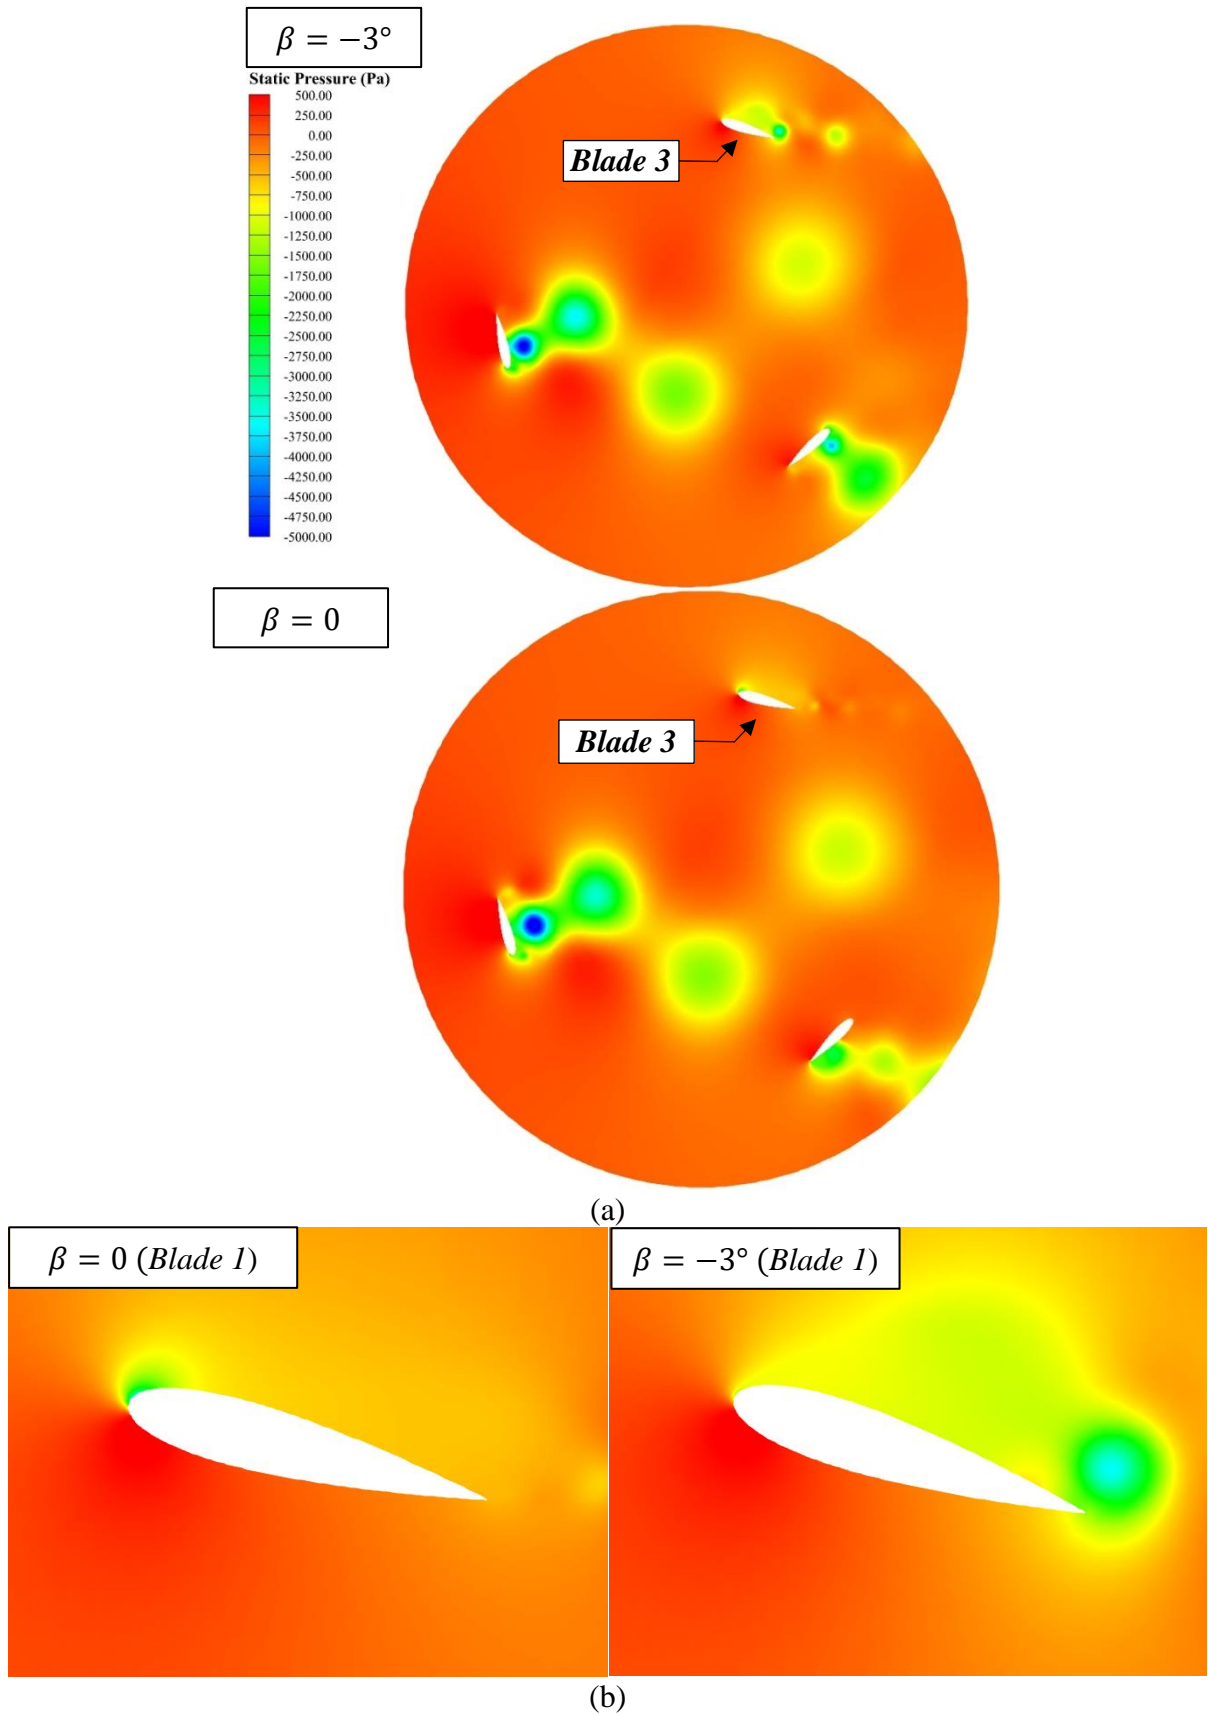 β = −3°
Static Pressure (Pa)
500.00
250.00
0.00
-250.00
-500.00
-750.00
-1000.00
-1250.00
-1500.00
-1750.00
-2000.00
-2250.00
-2500.00
-2750.00
-3000.00
-3250.00
-3500.00
-3750.00
-4000.00
-4250.00
-4500.00
-4750.00
-5000.00
Blade 3
β = 0
Blade 3
(a)
β = 0 (Blade 1)
β = −3° (Blade 1)
(b)